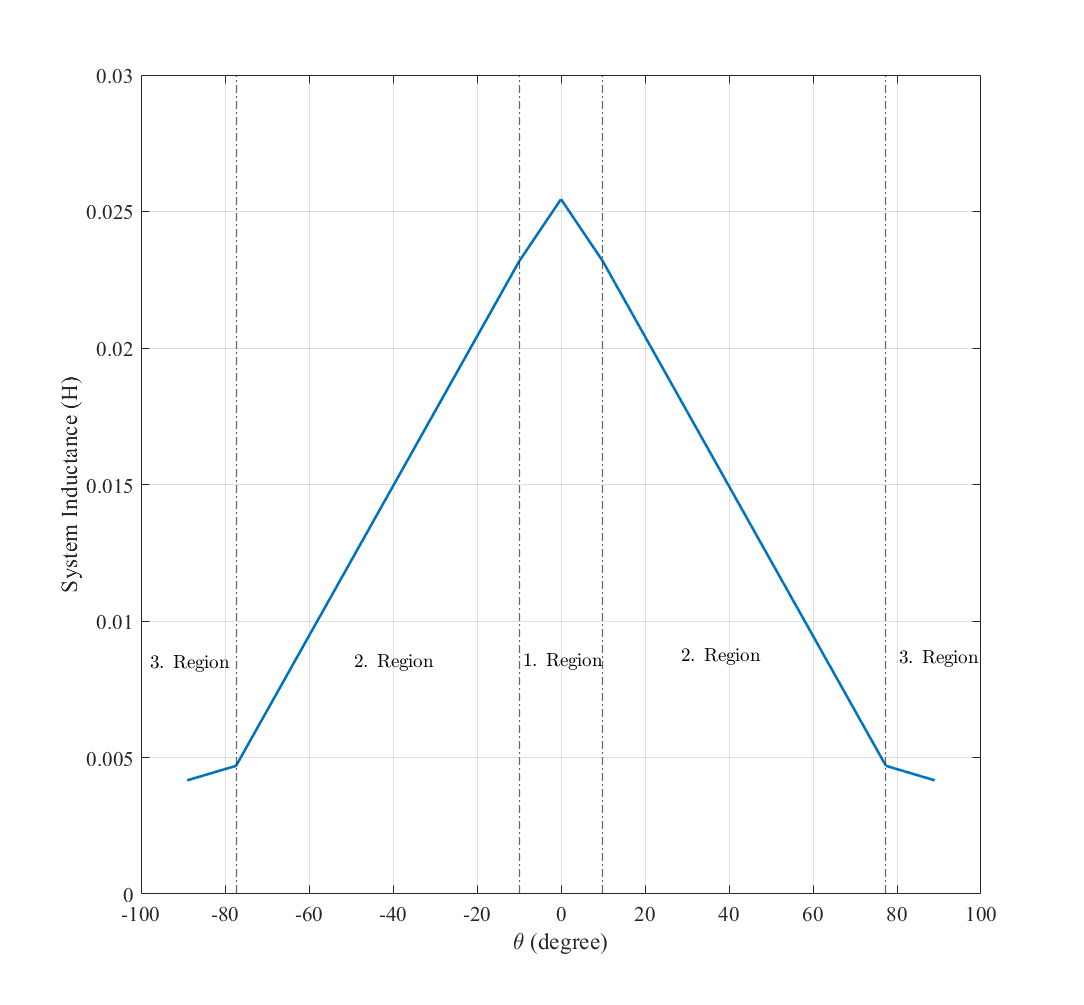 0.03
0.025
0.02
0.015
0.01
0.005
0
System Inductance (H)
3. Region
2. Region
1. Region
2. Region
3. Region
-100 -80 -60 -40 -20 0 20 40 60 80 100
θ (degree)